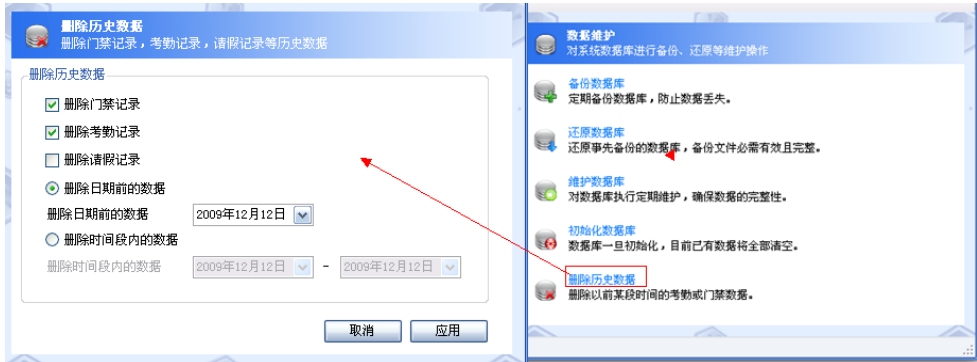 删除历史数据
删除门禁记录，考勤记录，请假记录等历史数据
删除历史数据
删除门禁记录
删除考勤记录
删除请假记录
删除日期前的数据
删除日期前的数据 2009年12月12日
删除时间段内的数据
删除时间段内的数据 2009年12月12日 - 2009年12月12日
取消 应用
数据维护
对系统数据库进行备份、还原等维护操作
备份数据库
定期备份数据库，防止数据丢失。
还原数据库
还原事先备份的数据库，备份文件必需有效且完整。
维护数据库
对数据库执行定期维护，确保数据的完整性。
初始化数据库
数据库一旦初始化，目前已有数据将全部清空。
删除历史数据
删除以前某段时间的考勤或门禁数据。